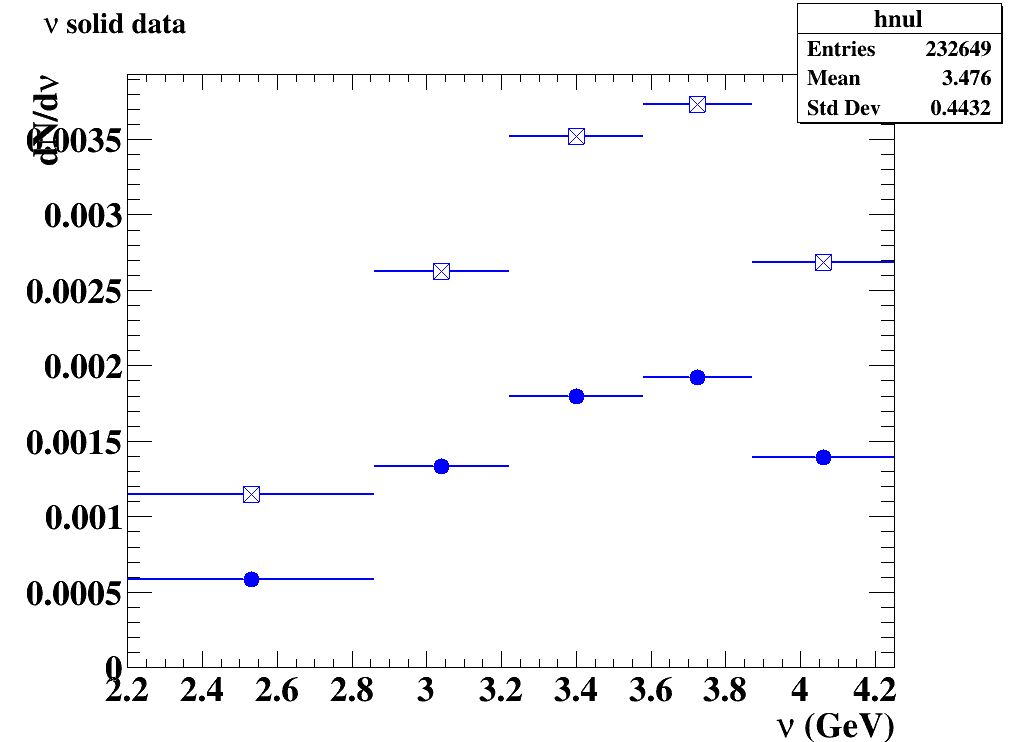 ν solid data
hnul
Entries 232649
Mean 3.476
Std Dev 0.4432
dN/dν
0.0035
0.003
0.0025
0.002
0.0015
0.001
0.0005
0
2.2 2.4 2.6 2.8 3 3.2 3.4 3.6 3.8 4 4.2
ν (GeV)